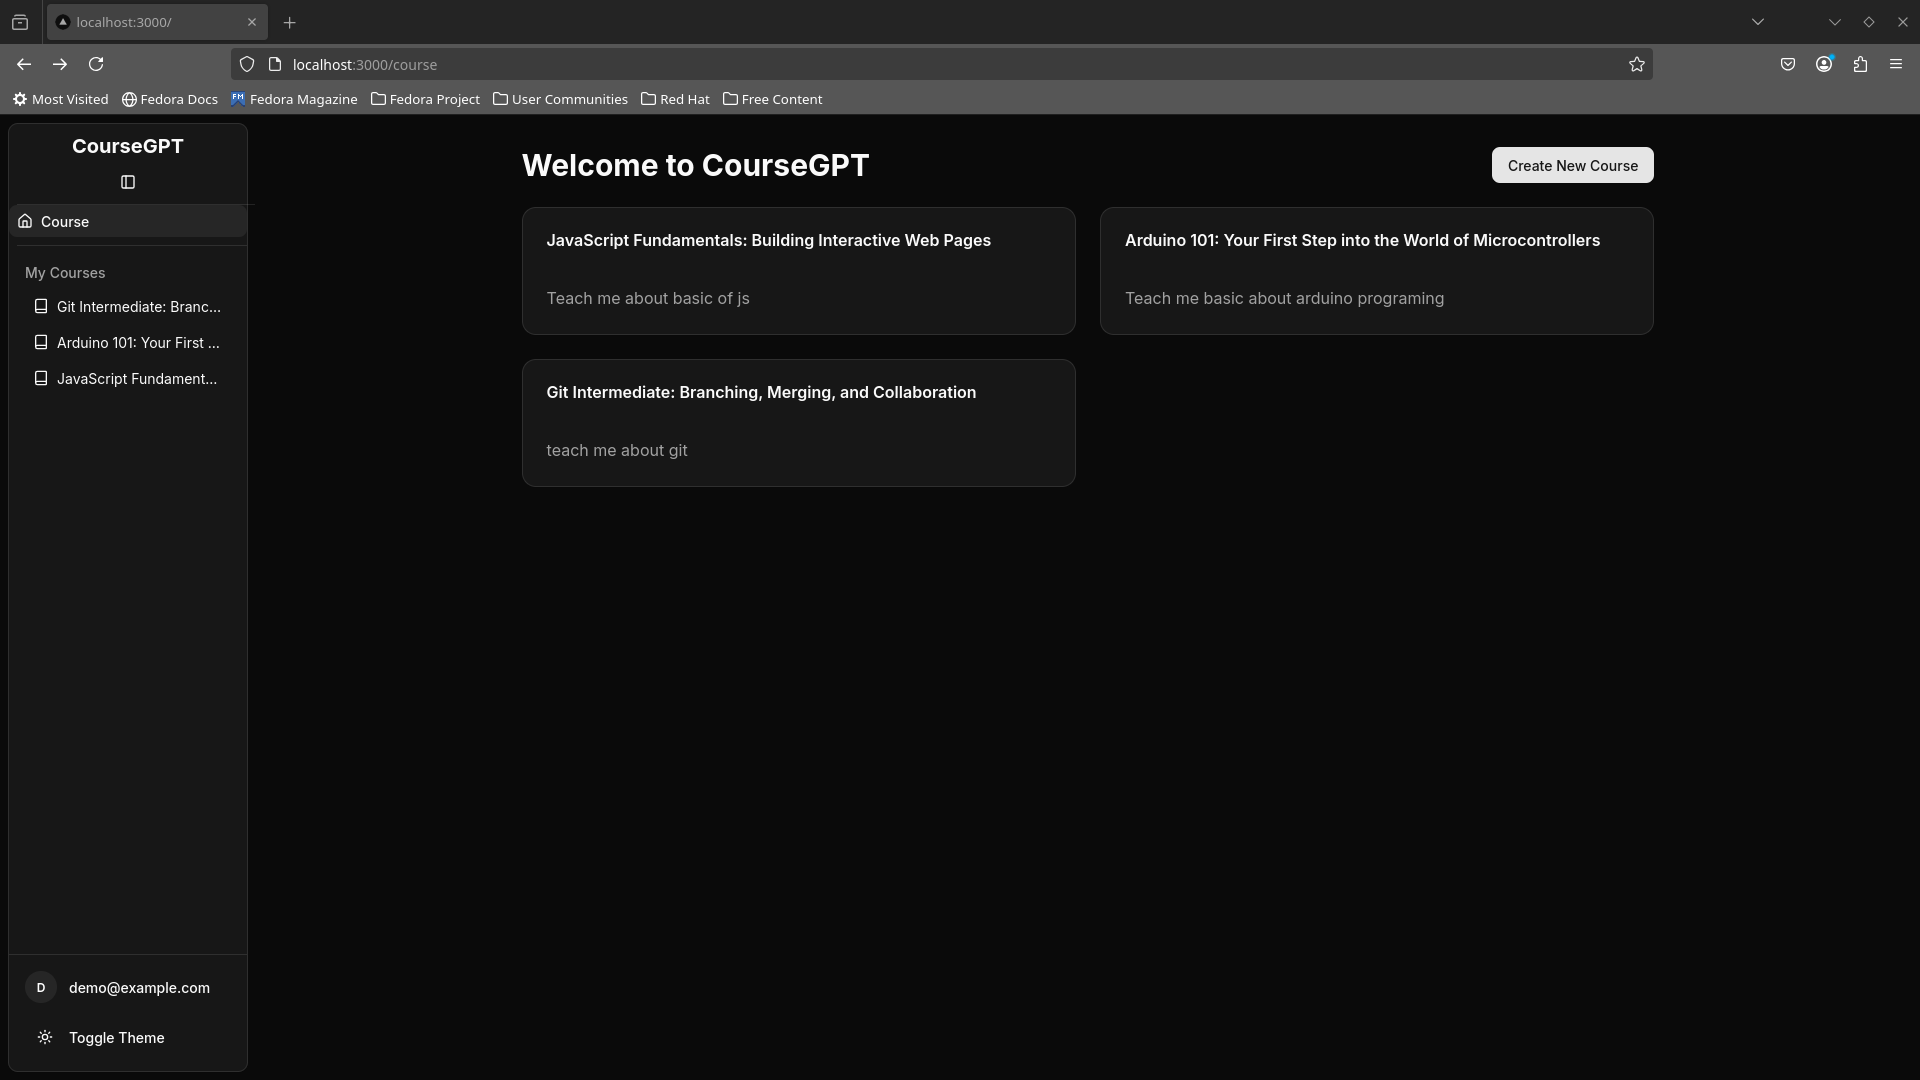 localhost:3000/
localhost:3000/course
Most Visited
Fedora Docs
FM Fedora Magazine
Fedora Project
User Communities
Red Hat
Free Content
CourseGPT
Course
My Courses
Git Intermediate: Branc...
Arduino 101: Your First ...
JavaScript Fundament...
D demo@example.com
Toggle Theme
Welcome to CourseGPT
Create New Course
JavaScript Fundamentals: Building Interactive Web Pages
Teach me about basic of js
Arduino 101: Your First Step into the World of Microcontrollers
Teach me basic about arduino programing
Git Intermediate: Branching, Merging, and Collaboration
teach me about git